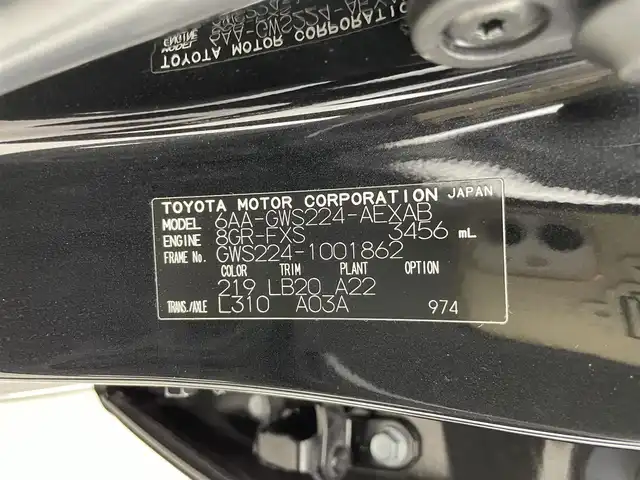 TOYOTA MOTOR CORPORATION JAPAN
MODEL 6AA-GWS224-AEXAB
ENGINE 8GR-FXS 3456 mL
FRAME No. GWS224-1001862
COLOR TRIM PLANT OPTION
219 LB20 A22
TRANS./AXLE L310 A03A 974